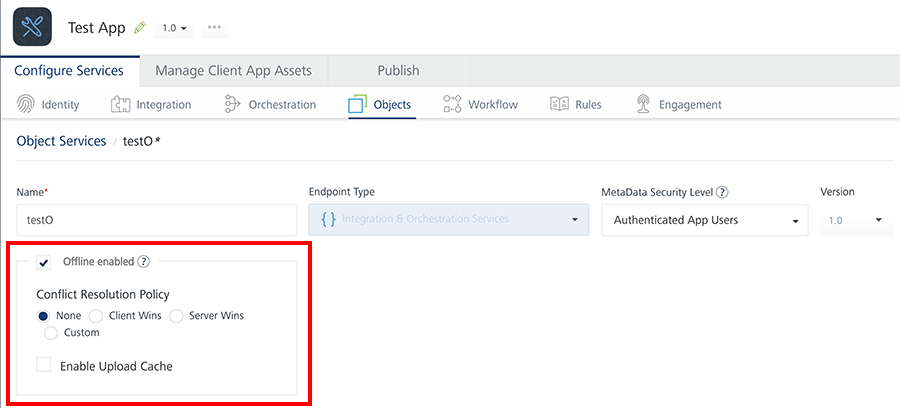 Test App 1.0
Configure Services Manage Client App Assets Publish
Identity Integration Orchestration Objects Workflow Rules Engagement
Object Services / testO*
Name* Endpoint Type MetaData Security Level ? Version
testO {} Integration & Orchestration Services Authenticated App Users 1.0
Offline enabled ?
Conflict Resolution Policy
None Client Wins Server Wins
Custom
Enable Upload Cache